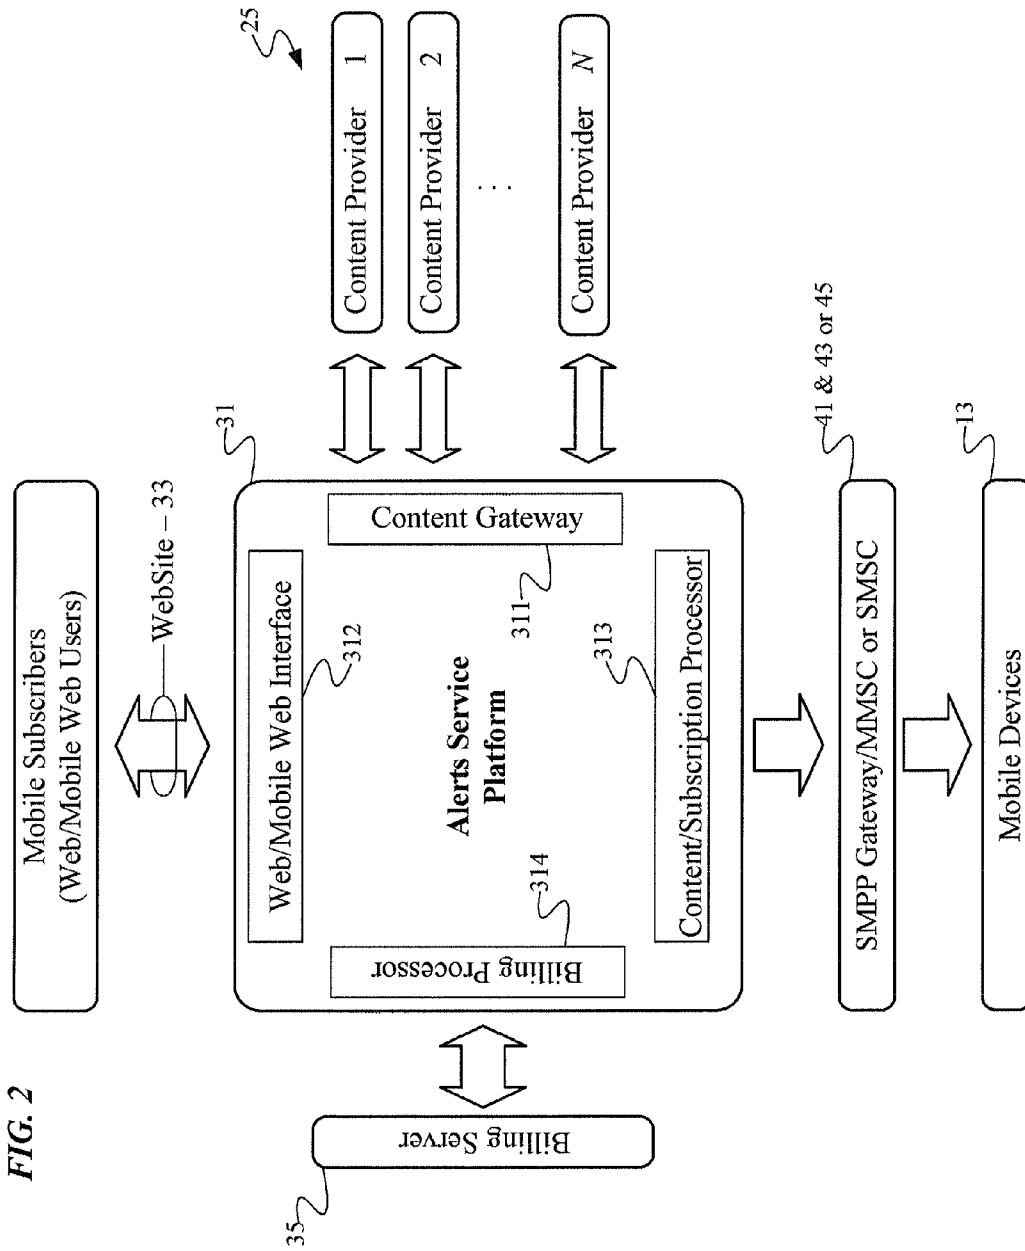 FIG. 2
Mobile Subscribers
(Web/Mobile Web Users)
WebSite – 33
31
Web/Mobile Web Interface
312
Content Gateway
311
Alerts Service
Platform
314
Billing Processor
313
Content/Subscription Processor
35
Billing Server
25
Content Provider 1
Content Provider 2
. . .
Content Provider N
41 & 43 or 45
SMPP Gateway/MMSC or SMSC
13
Mobile Devices